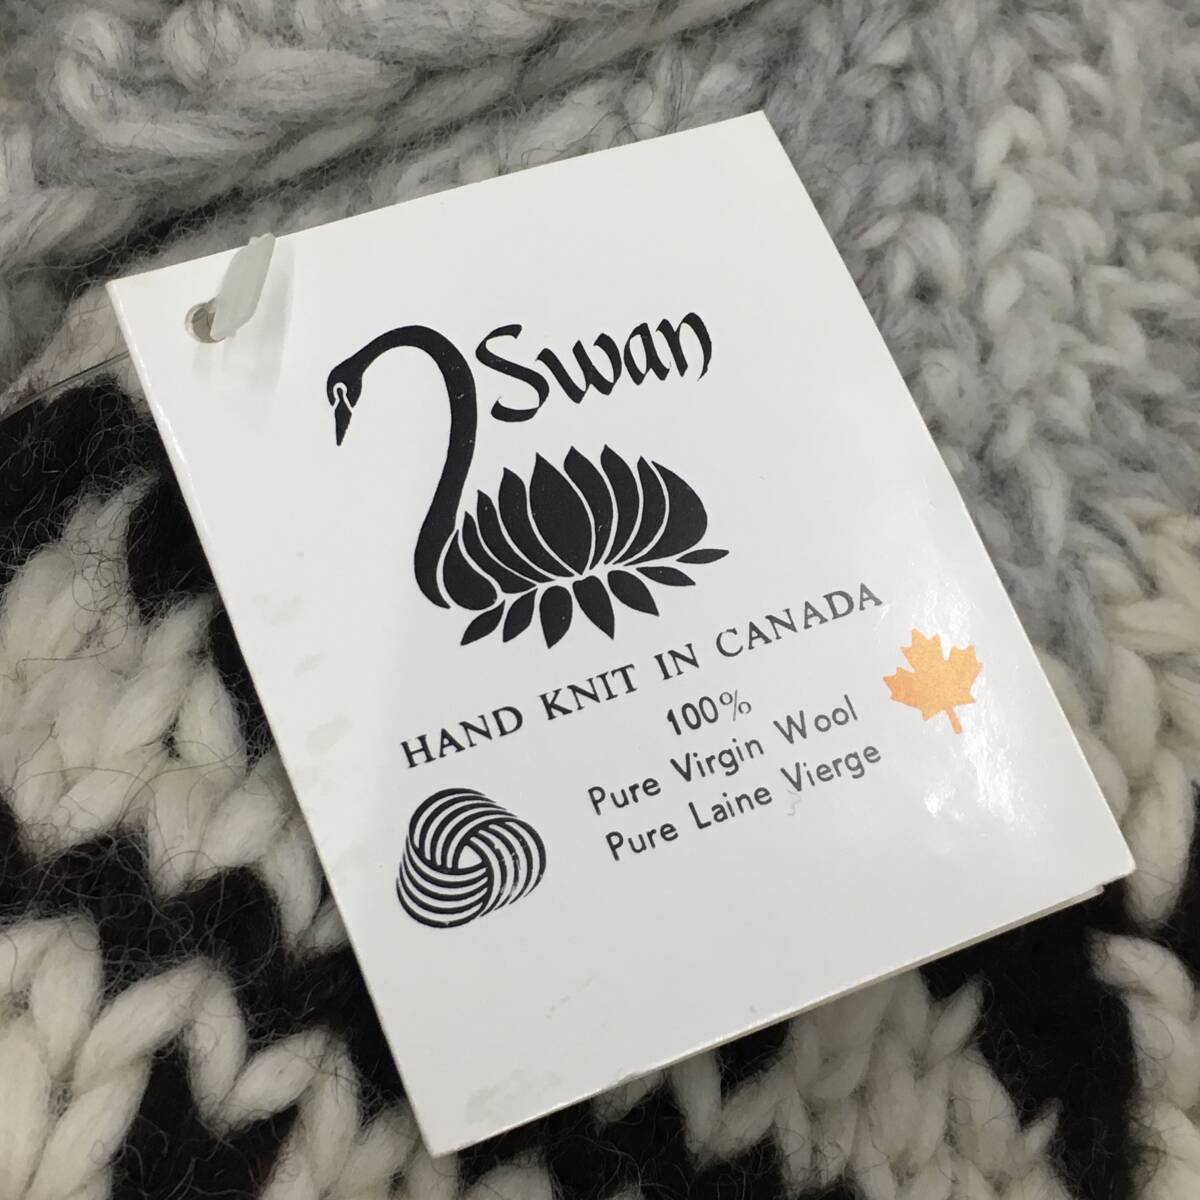 Swan
HAND KNIT IN CANADA
100%
Pure Virgin Wool
Pure Laine Vierge